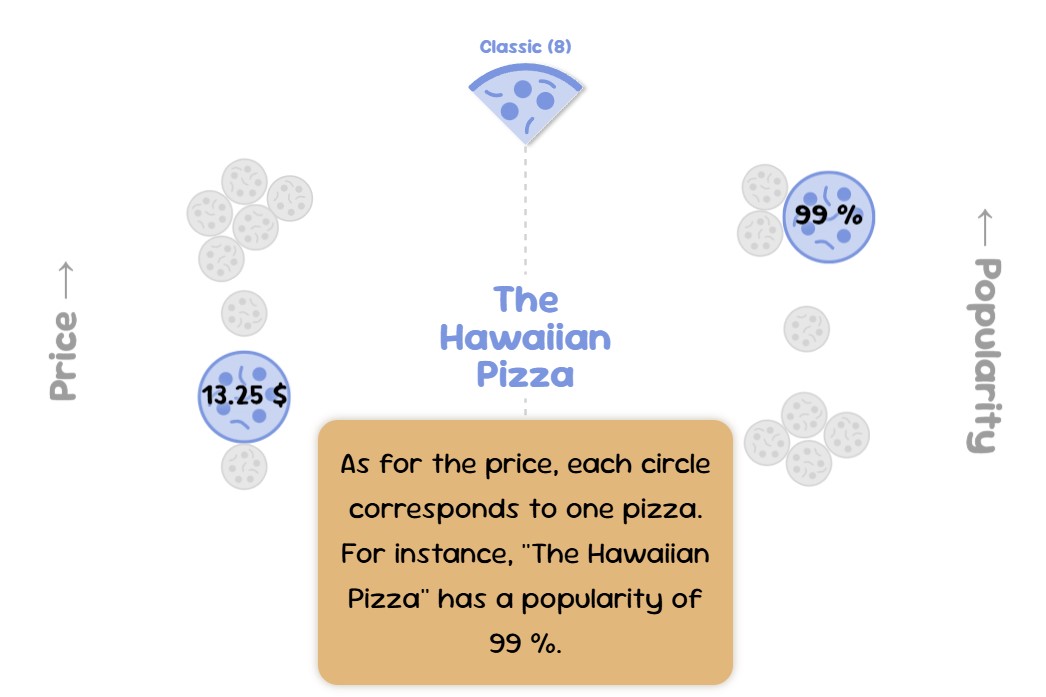 Classic (8)
99 %
The
Hawaiian
Pizza
13.25 $
Price →
← Popularity
As for the price, each circle
corresponds to one pizza.
For instance, "The Hawaiian
Pizza" has a popularity of
99 %.